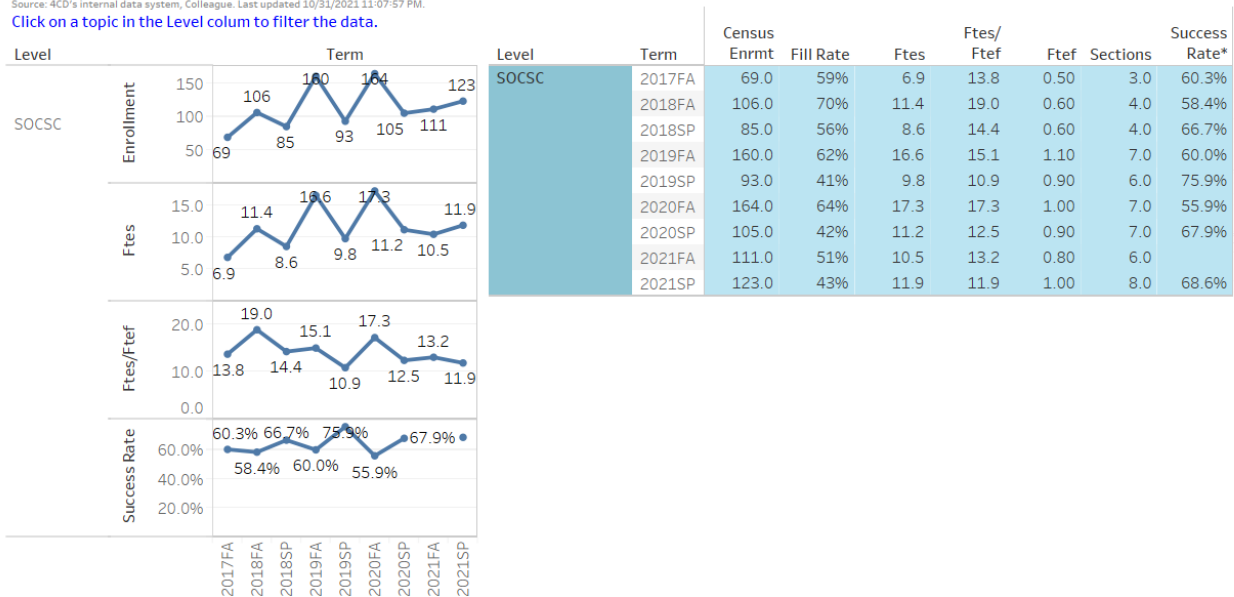 Source: 4CD's internal data system, Colleague. Last updated 10/31/2021 11:07:57 PM.
Click on a topic in the Level colum to filter the data.
Level Term
SOCSC
Enrollment
150
100
50
69 106 85 160 93 164 105 111 123
Ftes
15.0
10.0
5.0
6.9 11.4 8.6 16.6 9.8 17.3 11.2 10.5 11.9
Ftes/Ftef
20.0
10.0
0.0
13.8 19.0 14.4 15.1 10.9 17.3 12.5 13.2 11.9
Success Rate
60.0%
40.0%
20.0%
60.3% 58.4% 66.7% 60.0% 75.9% 55.9% 67.9%
2017FA 2018FA 2018SP 2019FA 2019SP 2020FA 2020SP 2021FA 2021SP
Level Term Census Enrmt Fill Rate Ftes Ftes/ Ftef Ftef Sections Success Rate*
SOCSC 2017FA 69.0 59% 6.9 13.8 0.50 3.0 60.3%
2018FA 106.0 70% 11.4 19.0 0.60 4.0 58.4%
2018SP 85.0 56% 8.6 14.4 0.60 4.0 66.7%
2019FA 160.0 62% 16.6 15.1 1.10 7.0 60.0%
2019SP 93.0 41% 9.8 10.9 0.90 6.0 75.9%
2020FA 164.0 64% 17.3 17.3 1.00 7.0 55.9%
2020SP 105.0 42% 11.2 12.5 0.90 7.0 67.9%
2021FA 111.0 51% 10.5 13.2 0.80 6.0
2021SP 123.0 43% 11.9 11.9 1.00 8.0 68.6%